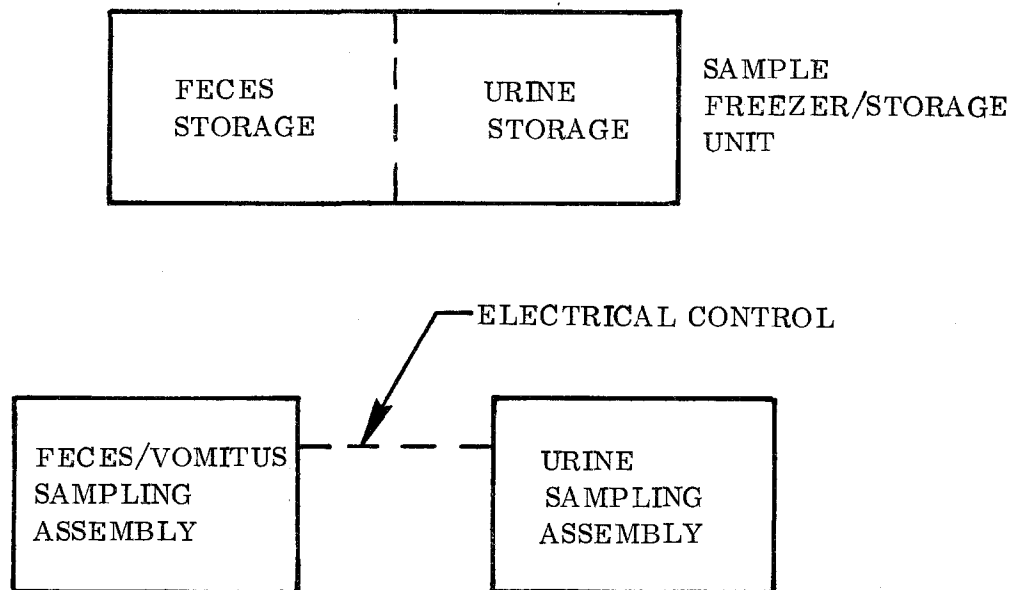 FECES
STORAGE
URINE
STORAGE
SAMPLE
FREEZER/STORAGE
UNIT
ELECTRICAL CONTROL
FECES/VOMITUS
SAMPLING
ASSEMBLY
URINE
SAMPLING
ASSEMBLY